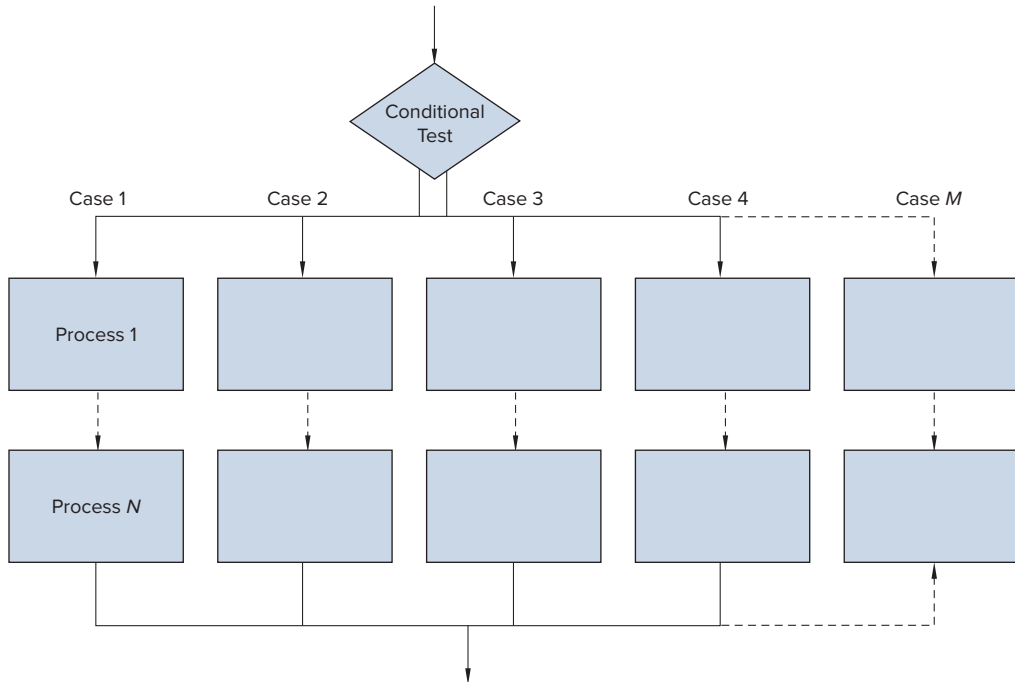 Conditional
Test
Case 1
Case 2
Case 3
Case 4
Case M
Process 1
Process N